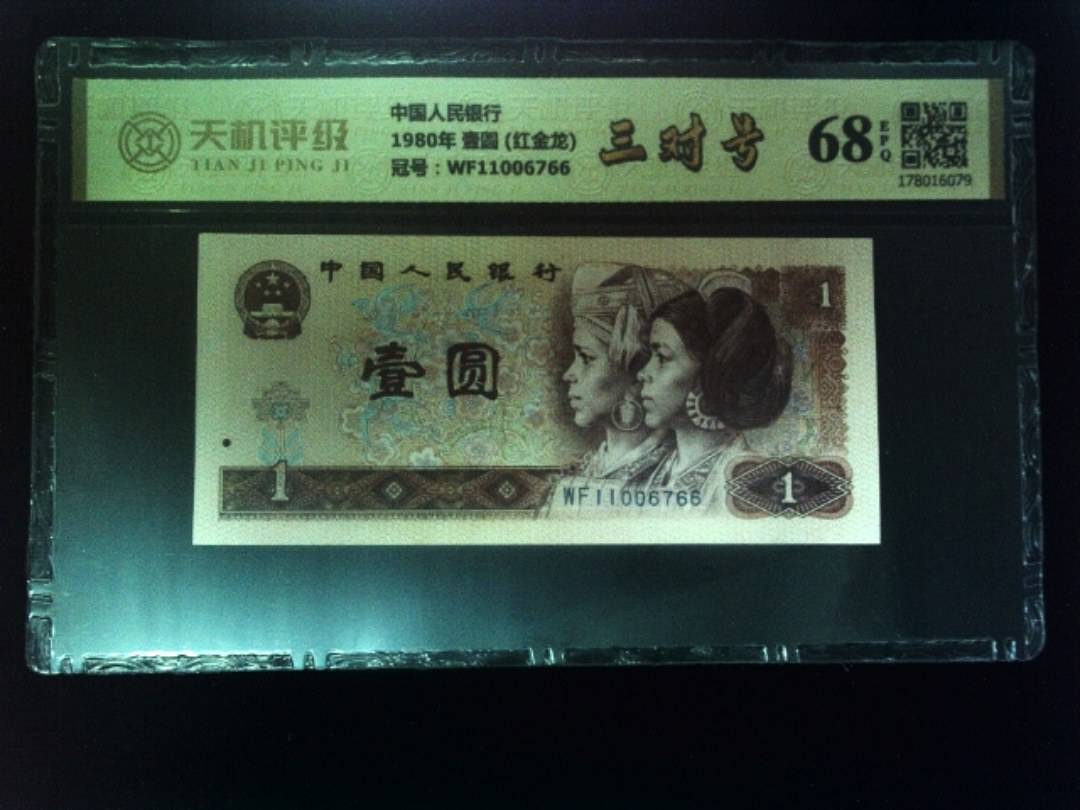 天机评级
TIAN JI PING JI
中国人民银行
1980年 壹圆 (红金龙)
冠号：WF11006766
三对号
68
EPQ
178016079
中国人民银行
1
壹圆
1
WF11006766
1